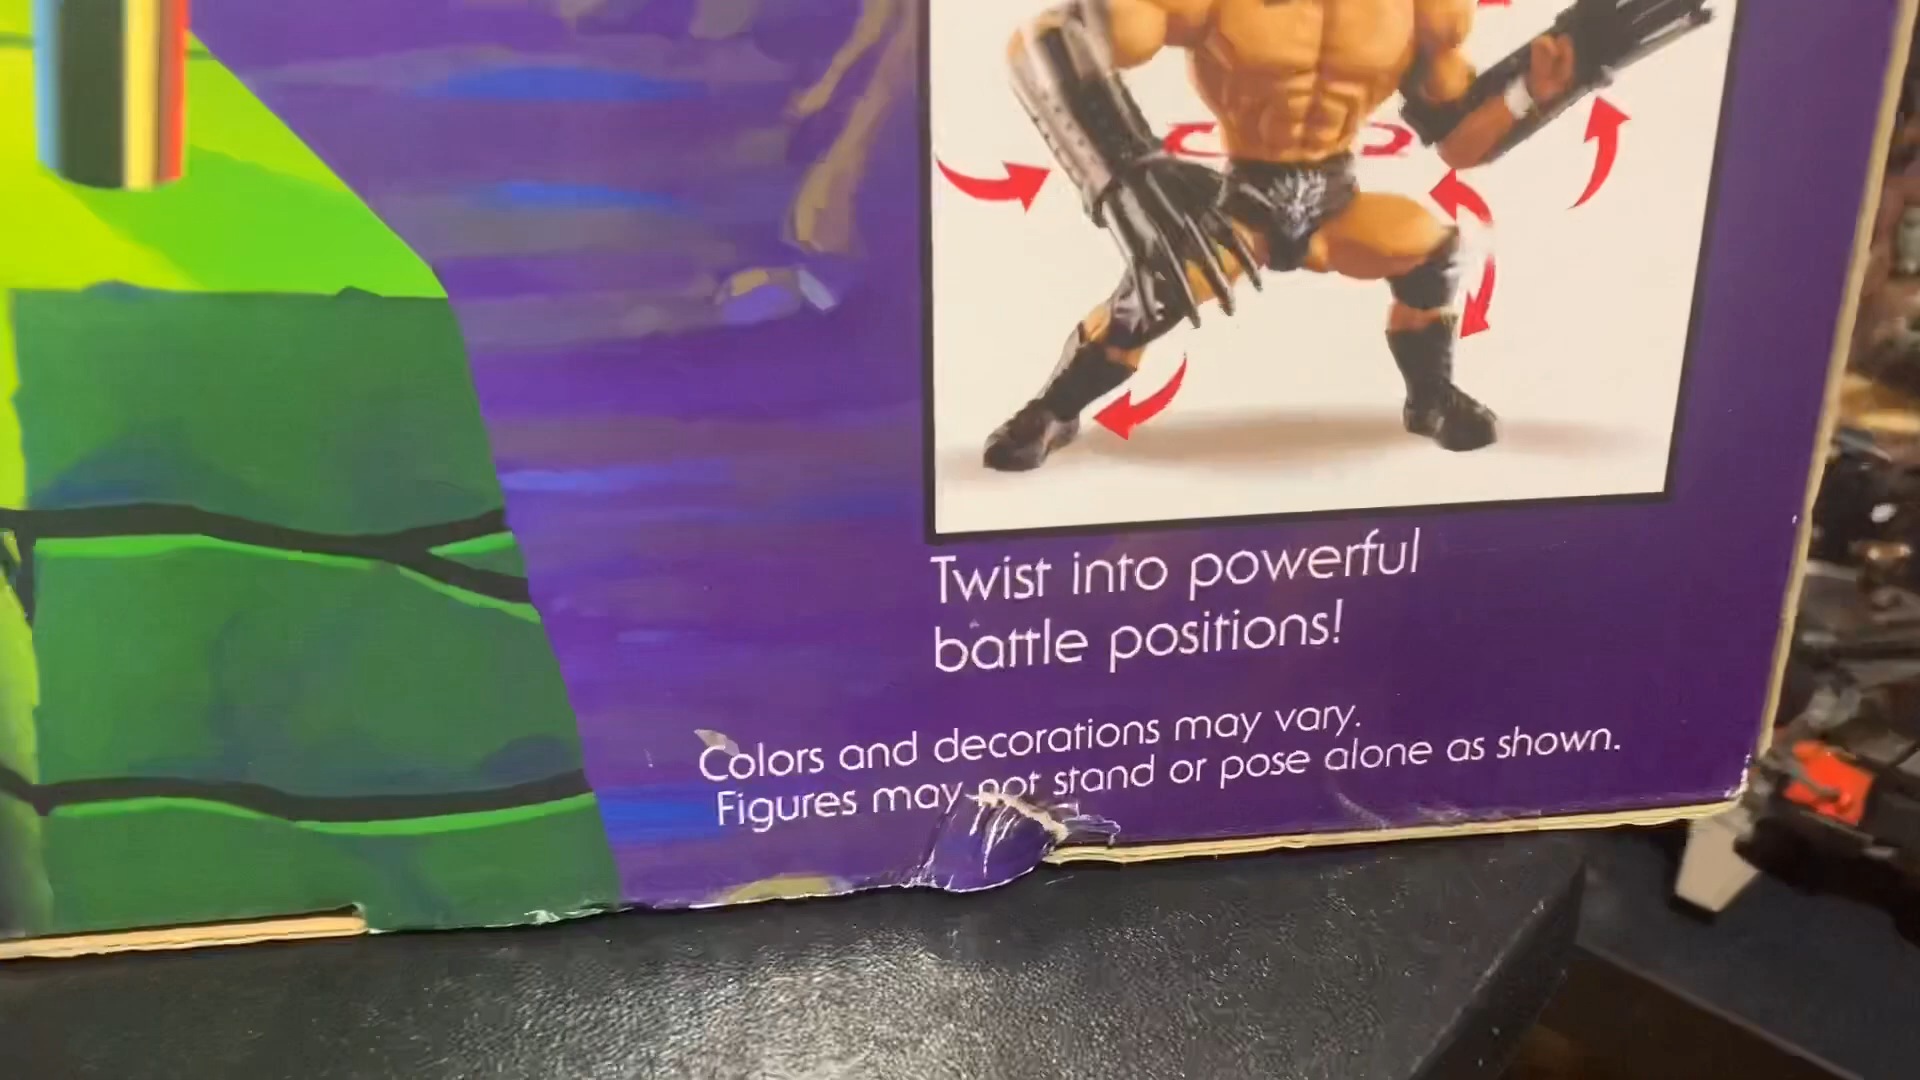 Twist into powerful
battle positions!
Colors and decorations may vary.
Figures may not stand or pose alone as shown.